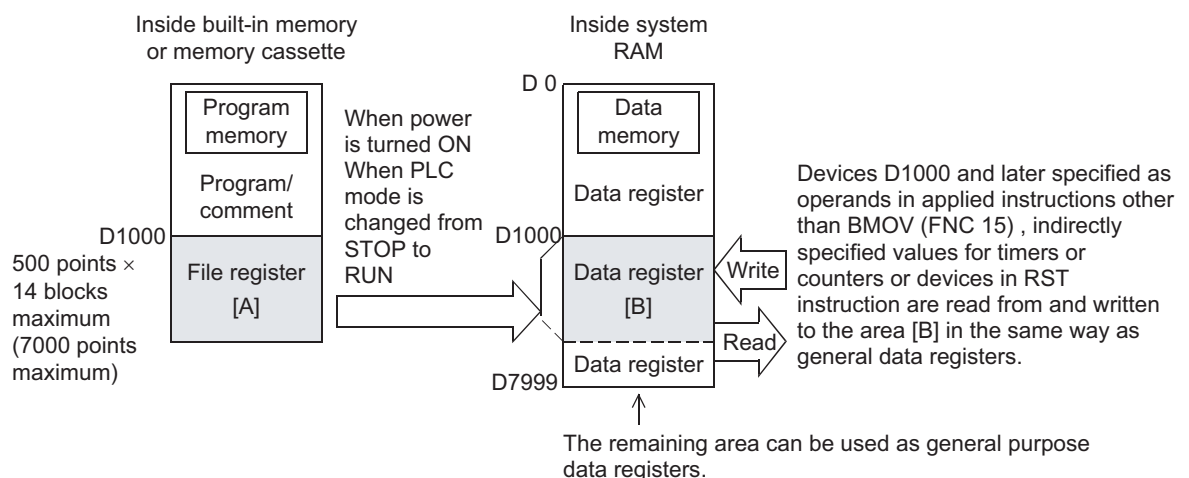 Inside built-in memory
or memory cassette
Program
memory
Program/
comment
D1000
File register
[A]
500 points ×
14 blocks
maximum
(7000 points
maximum)
When power
is turned ON
When PLC
mode is
changed from
STOP to
RUN
Inside system
RAM
D 0
Data
memory
Data register
D1000
Data register
[B]
Data register
D7999
Write
Read
Devices D1000 and later specified as
operands in applied instructions other
than BMOV (FNC 15) , indirectly
specified values for timers or
counters or devices in RST
instruction are read from and written
to the area [B] in the same way as
general data registers.
The remaining area can be used as general purpose
data registers.